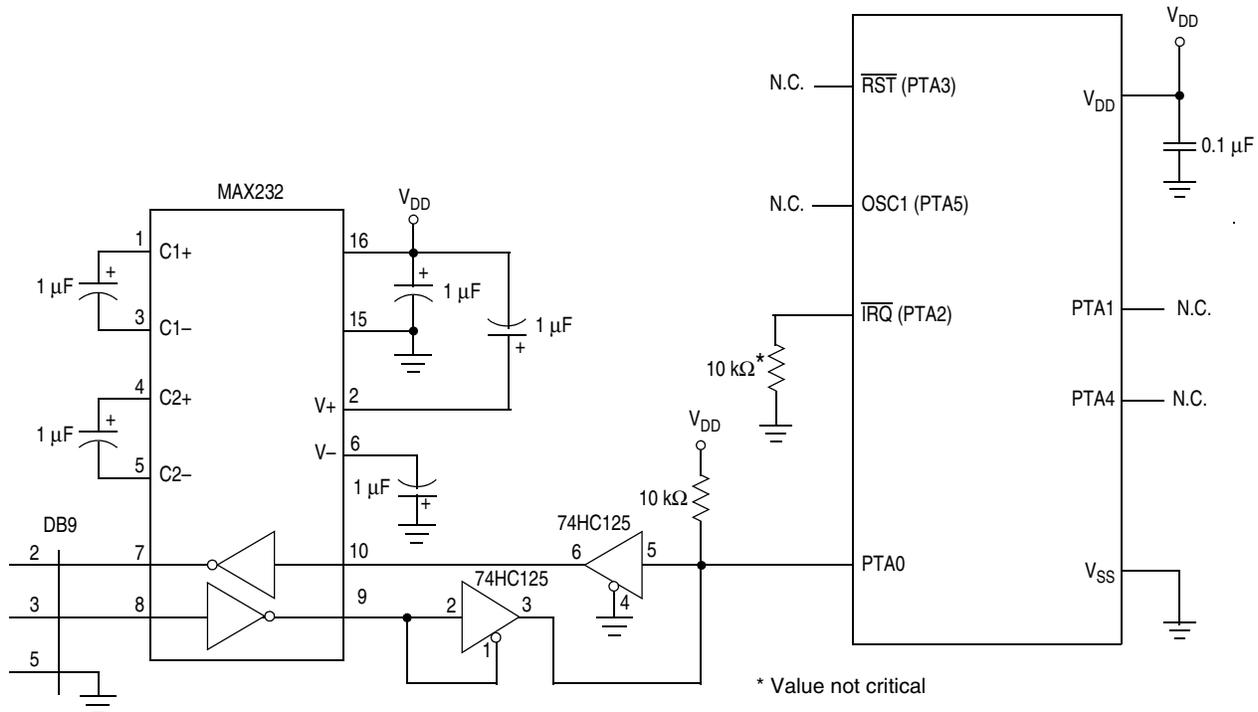 VDD
N.C.
RST (PTA3)
VDD
0.1 µF
MAX232
VDD
N.C.
OSC1 (PTA5)
1
C1+
16
1 µF
+
+
1 µF
3
C1–
15
1 µF
+
IRQ (PTA2)
PTA1
N.C.
10 kΩ*
4
C2+
V+
2
PTA4
N.C.
1 µF
+
VDD
5
C2–
V–
6
1 µF
+
10 kΩ
DB9
74HC125
2
7
10
6
5
PTA0
VSS
74HC125
3
8
9
2
3
4
1
5
* Value not critical